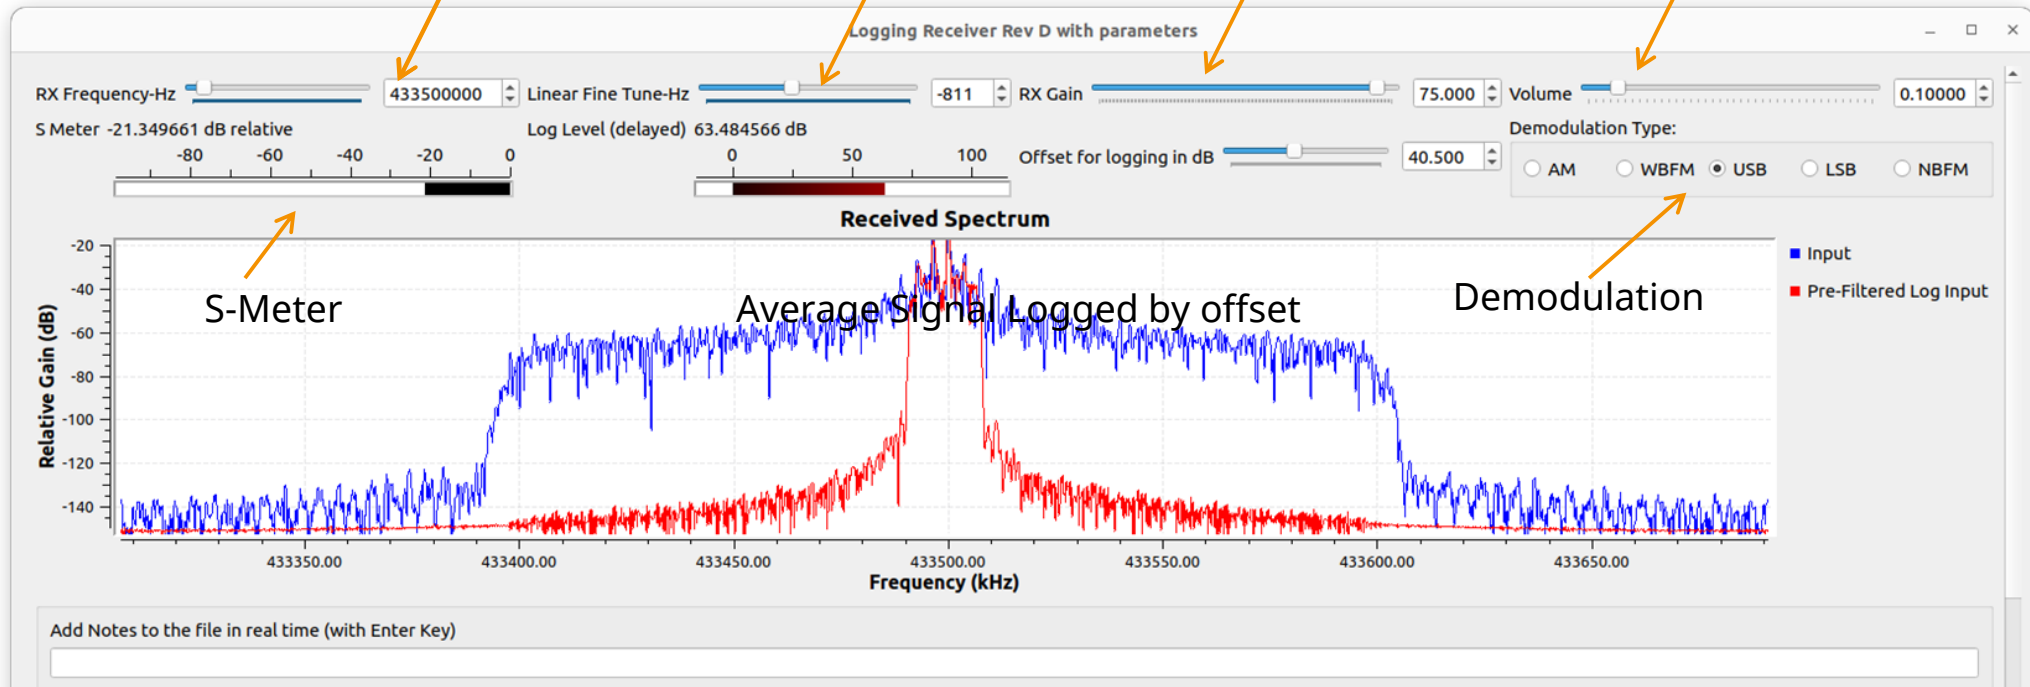 Logging Receiver Rev D with parameters
RX Frequency-Hz 433500000 Linear Fine Tune-Hz -811 RX Gain 75.000 Volume 0.10000
S Meter -21.349661 dB relative Log Level (delayed) 63.484566 dB Demodulation Type:
-80 -60 -40 -20 0 0 50 100 Offset for logging in dB 40.500
AM WBFM USB LSB NBFM
Received Spectrum
-20
Input
-40
Pre-Filtered Log Input
S-Meter Average Signal Logged by offset Demodulation
-60
-80
-100
-120
-140
Relative Gain (dB)
433350.00 433400.00 433450.00 433500.00 433550.00 433600.00 433650.00
Frequency (kHz)
Add Notes to the file in real time (with Enter Key)